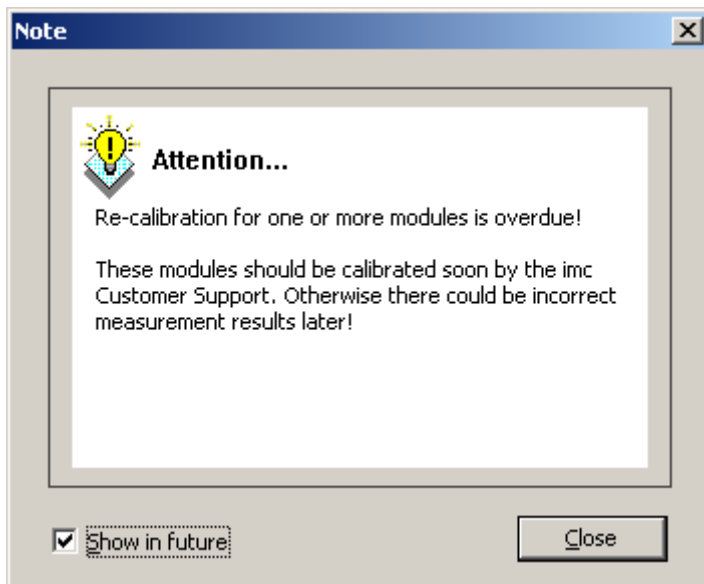 Note
Attention...
Re-calibration for one or more modules is overdue!
These modules should be calibrated soon by the imc
Customer Support. Otherwise there could be incorrect
measurement results later!
Show in future
Close